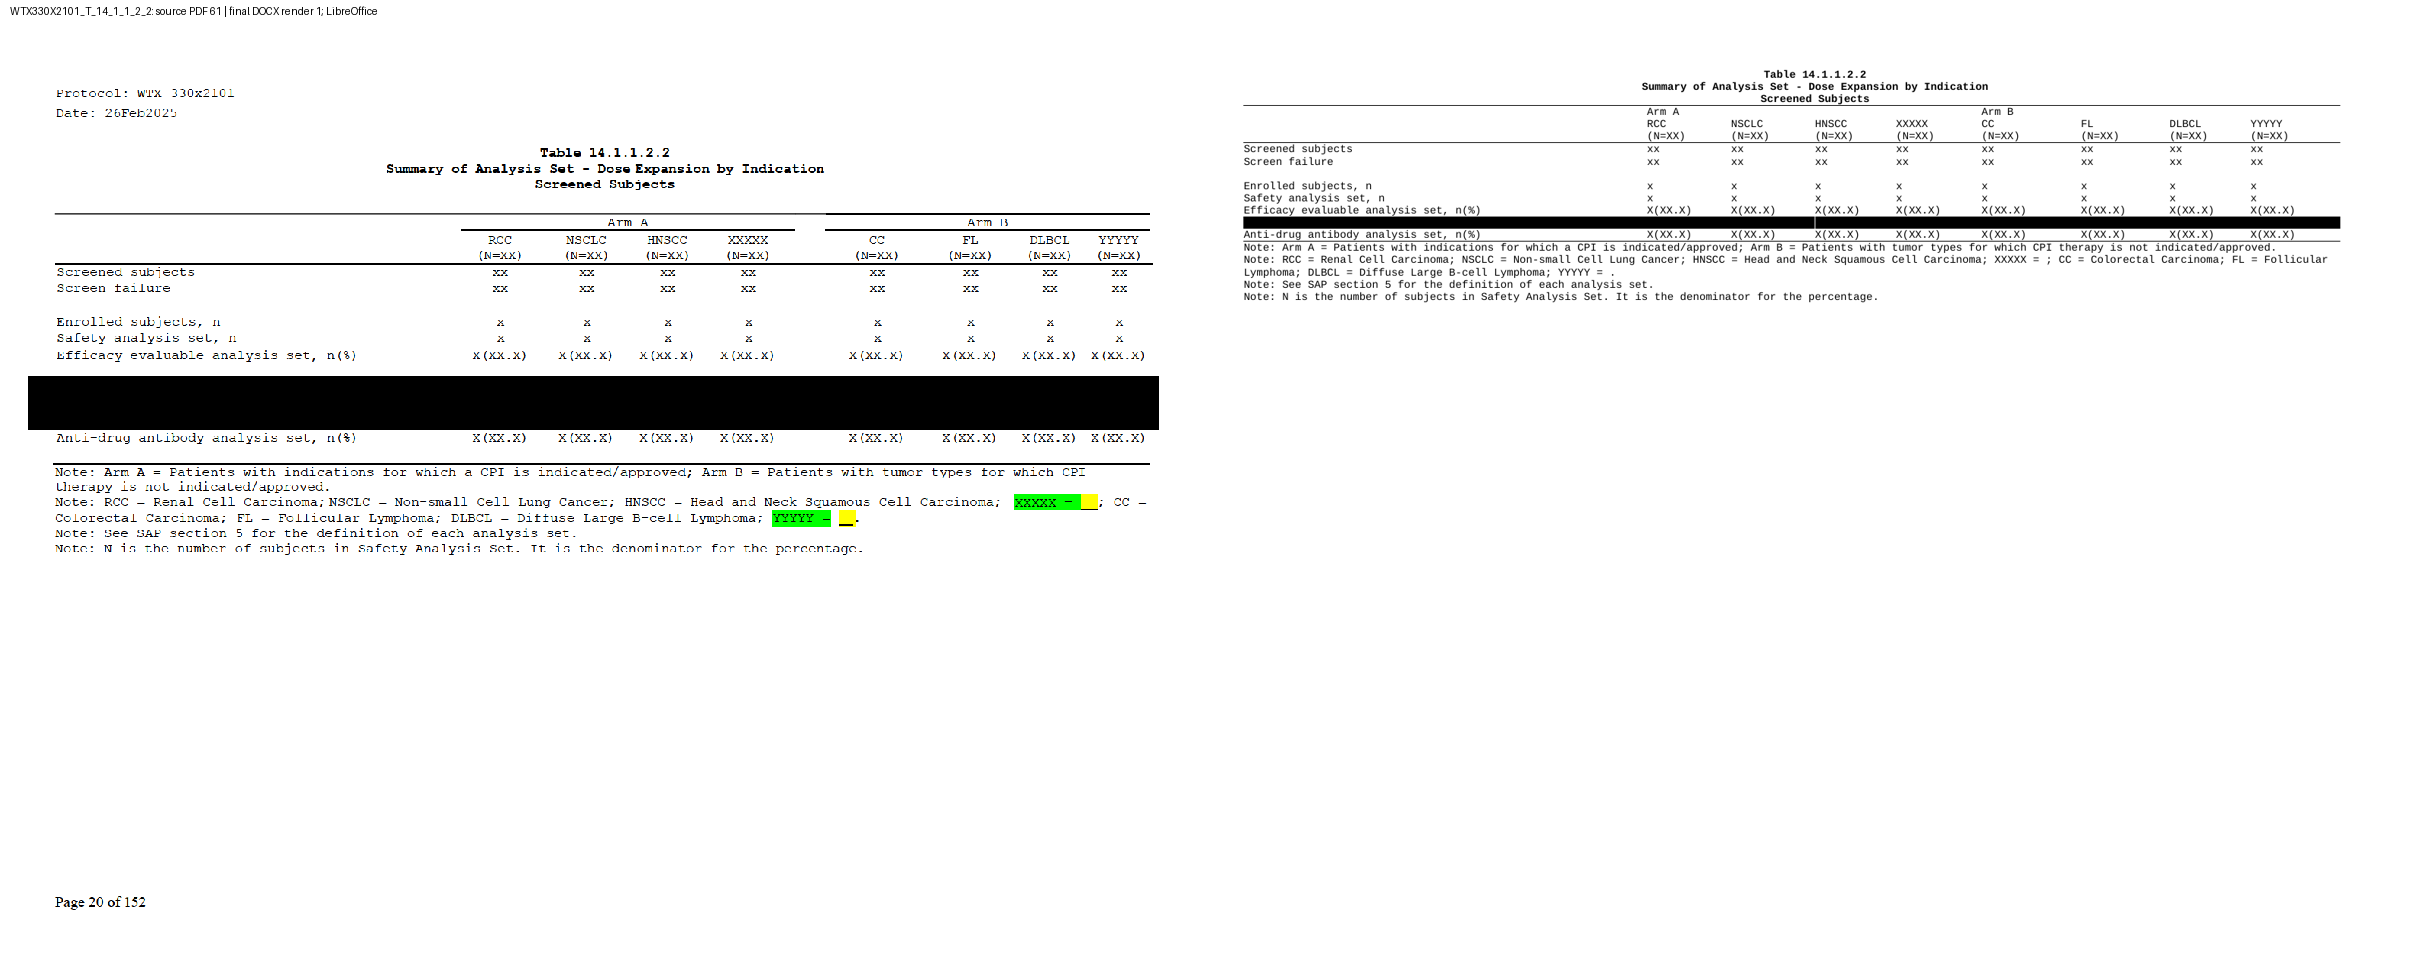 WTX330X2101_T_14_1_1_2_2: source PDF 61 | final DOCX render 1; LibreOffice
Protocol: WTX 330x2101
Date: 26Feb2025
Table 14.1.1.2.2
Summary of Analysis Set - Dose Expansion by Indication
Screened Subjects
Arm A Arm B
RCC NSCLC HNSCC XXXXX CC FL DLBCL YYYYY
(N=XX) (N=XX) (N=XX) (N=XX) (N=XX) (N=XX) (N=XX) (N=XX)
Screened subjects xx xx xx xx xx xx xx xx
Screen failure xx xx xx xx xx xx xx xx
Enrolled subjects, n x x x x x x x x
Safety analysis set, n x x x x x x x x
Efficacy evaluable analysis set, n(%) X(XX.X) X(XX.X) X(XX.X) X(XX.X) X(XX.X) X(XX.X) X(XX.X) X(XX.X)
Anti-drug antibody analysis set, n(%) X(XX.X) X(XX.X) X(XX.X) X(XX.X) X(XX.X) X(XX.X) X(XX.X) X(XX.X)
Note: Arm A = Patients with indications for which a CPI is indicated/approved; Arm B = Patients with tumor types for which CPI
therapy is not indicated/approved.
Note: RCC = Renal Cell Carcinoma; NSCLC = Non-small Cell Lung Cancer; HNSCC = Head and Neck Squamous Cell Carcinoma; XXXXX = __; CC =
Colorectal Carcinoma; FL = Follicular Lymphoma; DLBCL = Diffuse Large B-cell Lymphoma; YYYYY = __.
Note: See SAP section 5 for the definition of each analysis set.
Note: N is the number of subjects in Safety Analysis Set. It is the denominator for the percentage.
Page 20 of 152
Table 14.1.1.2.2
Summary of Analysis Set - Dose Expansion by Indication
Screened Subjects
Arm A Arm B
RCC NSCLC HNSCC XXXXX CC FL DLBCL YYYYY
(N=XX) (N=XX) (N=XX) (N=XX) (N=XX) (N=XX) (N=XX) (N=XX)
Screened subjects xx xx xx xx xx xx xx xx
Screen failure xx xx xx xx xx xx xx xx
Enrolled subjects, n x x x x x x x x
Safety analysis set, n x x x x x x x x
Efficacy evaluable analysis set, n(%) X(XX.X) X(XX.X) X(XX.X) X(XX.X) X(XX.X) X(XX.X) X(XX.X) X(XX.X)
Anti-drug antibody analysis set, n(%) X(XX.X) X(XX.X) X(XX.X) X(XX.X) X(XX.X) X(XX.X) X(XX.X) X(XX.X)
Note: Arm A = Patients with indications for which a CPI is indicated/approved; Arm B = Patients with tumor types for which CPI therapy is not indicated/approved.
Note: RCC = Renal Cell Carcinoma; NSCLC = Non-small Cell Lung Cancer; HNSCC = Head and Neck Squamous Cell Carcinoma; XXXXX = ; CC = Colorectal Carcinoma; FL = Follicular
Lymphoma; DLBCL = Diffuse Large B-cell Lymphoma; YYYYY = .
Note: See SAP section 5 for the definition of each analysis set.
Note: N is the number of subjects in Safety Analysis Set. It is the denominator for the percentage.